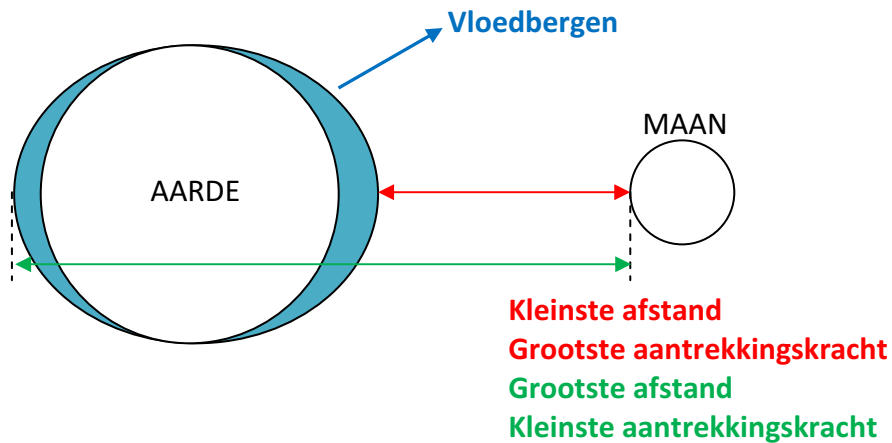 Vloedbergen
MAAN
AARDE
Kleinste afstand
Grootste aantrekkingskracht
Grootste afstand
Kleinste aantrekkingskracht